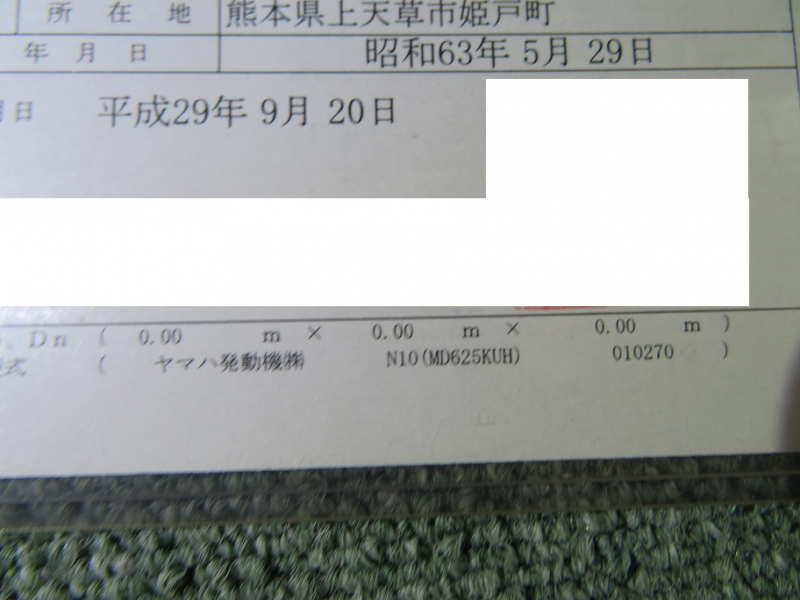 所在地 熊本県上天草市姫戸町
年月日 昭和63年 5月 29日
月日 平成29年 9月 20日
、Dn ( 0.00 m × 0.00 m × 0.00 m )
式 ( ヤマハ発動機㈱ N10(MD625KUH) 010270 )